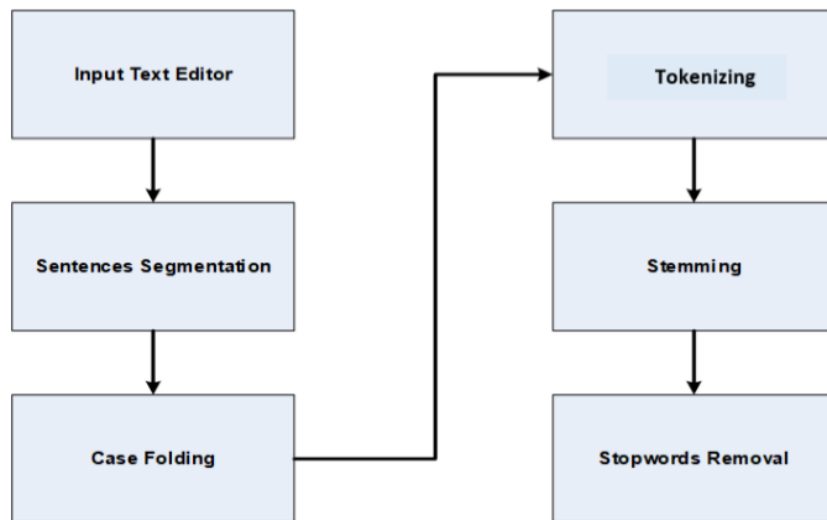 Input Text Editor
Sentences Segmentation
Case Folding
Tokenizing
Stemming
Stopwords Removal